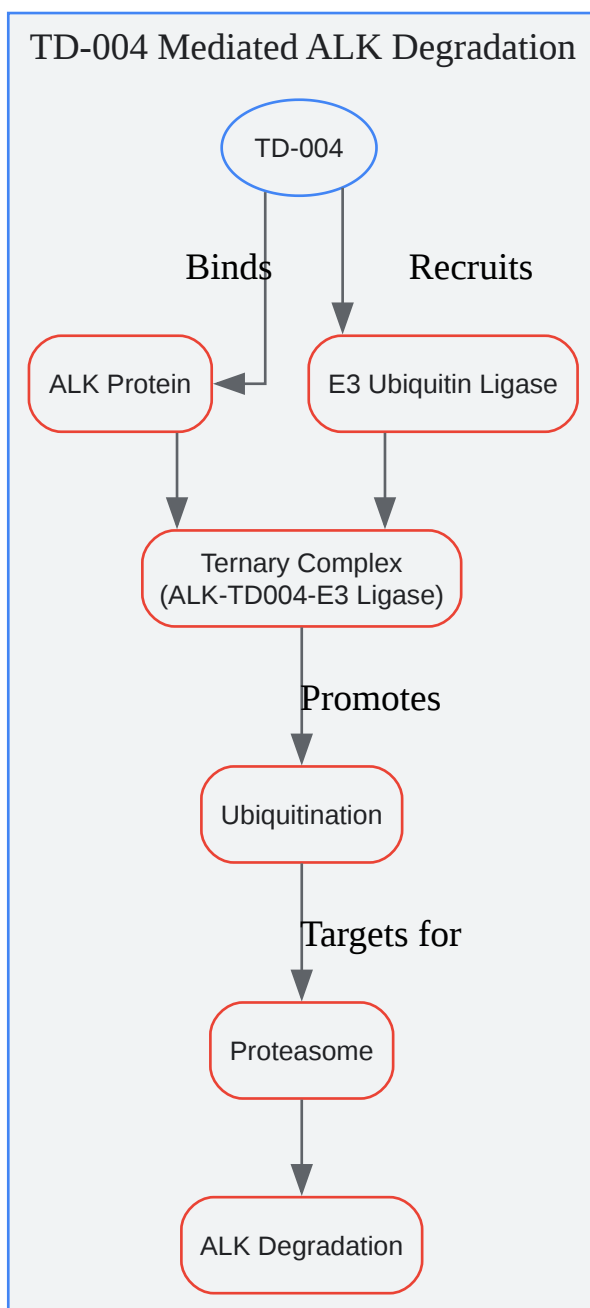 TD-004 Mediated ALK Degradation
TD-004
Binds
Recruits
ALK Protein
E3 Ubiquitin Ligase
Ternary Complex
(ALK-TD004-E3 Ligase)
Promotes
Ubiquitination
Targets for
Proteasome
ALK Degradation